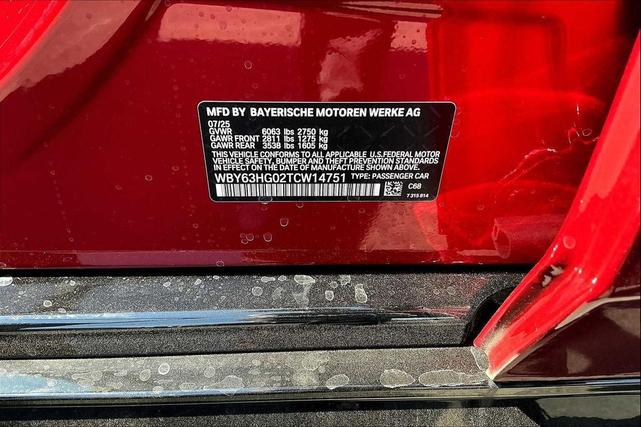 MFD BY BAYERISCHE MOTOREN WERKE AG
07/25
GVWR 6063 lbs 2750 kg
GAWR FRONT 2811 lbs 1275 kg
GAWR REAR 3538 lbs 1605 kg
THIS VEHICLE CONFORMS TO ALL APPLICABLE U.S.FEDERAL MOTOR
VEHICLE SAFETY, BUMPER AND THEFT PREVENTION STANDARDS
IN EFFECT ON THE DATE OF MANUFACTURE SHOWN ABOVE.
WBY63HG02TCW14751 TYPE: PASSENGER CAR
C68
7 315 814